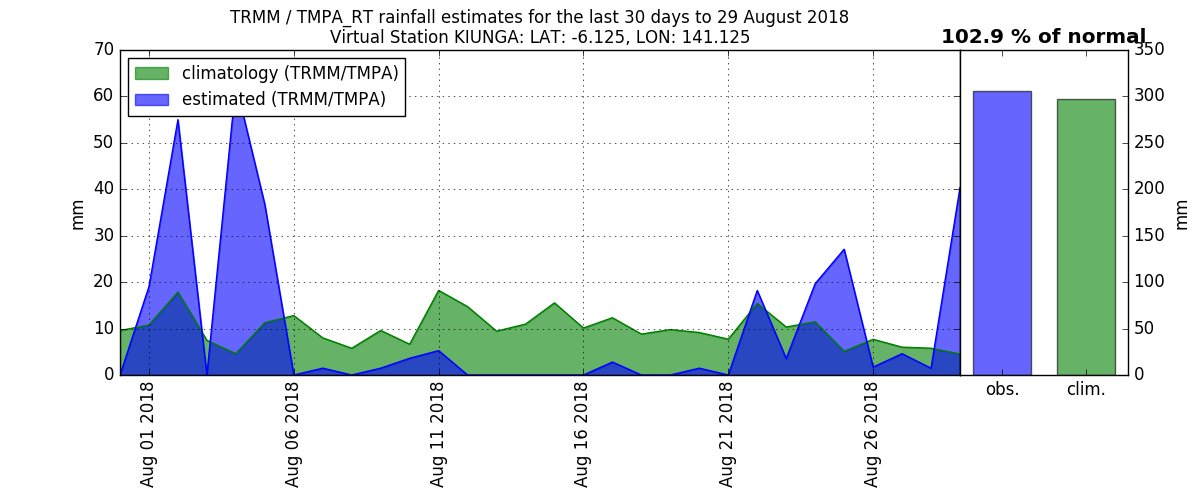 TRMM / TMPA_RT rainfall estimates for the last 30 days to 29 August 2018
Virtual Station KIUNGA: LAT: -6.125, LON: 141.125
102.9 % of normal
climatology (TRMM/TMPA)
estimated (TRMM/TMPA)
70
60
50
40
30
20
10
0
mm
350
300
250
200
150
100
50
0
mm
Aug 01 2018
Aug 06 2018
Aug 11 2018
Aug 16 2018
Aug 21 2018
Aug 26 2018
obs.
clim.